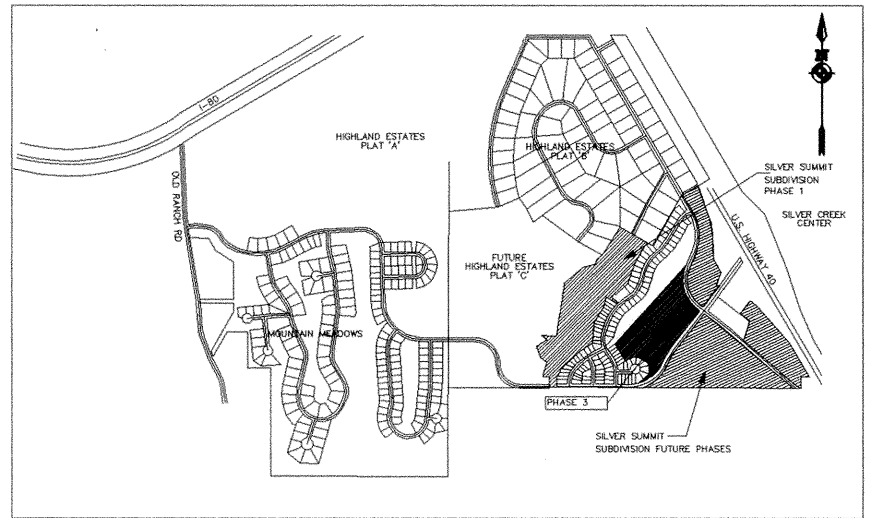 N
I-80
HIGHLAND ESTATES
PLAT 'A'
HIGHLAND ESTATES
PLAT 'B'
SILVER SUMMIT
SUBDIVISION
PHASE 1
OLD RANCH RD
SILVER CREEK
CENTER
U.S. HIGHWAY 40
FUTURE
HIGHLAND ESTATES
PLAT 'C'
MOUNTAIN MEADOWS
PHASE 3
SILVER SUMMIT
SUBDIVISION FUTURE PHASES